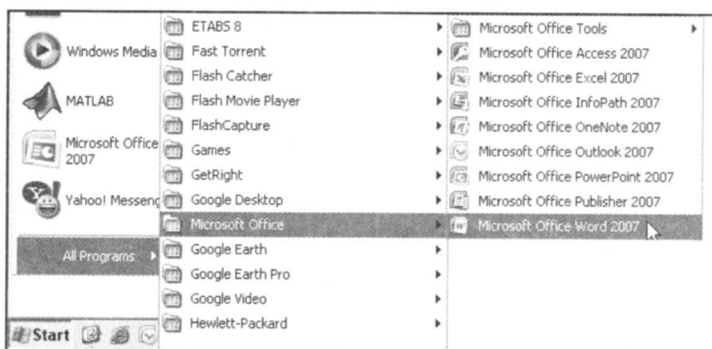 Windows Media
MATLAB
Microsoft Office
2007
Yahoo! Messeng
All Programs
Start
ETABS 8
Fast Torrent
Flash Catcher
Flash Movie Player
FlashCapture
Games
GetRight
Google Desktop
Microsoft Office
Google Earth
Google Earth Pro
Google Video
Hewlett-Packard
Microsoft Office Tools
Microsoft Office Access 2007
Microsoft Office Excel 2007
Microsoft Office InfoPath 2007
Microsoft Office OneNote 2007
Microsoft Office Outlook 2007
Microsoft Office PowerPoint 2007
Microsoft Office Publisher 2007
Microsoft Office Word 2007